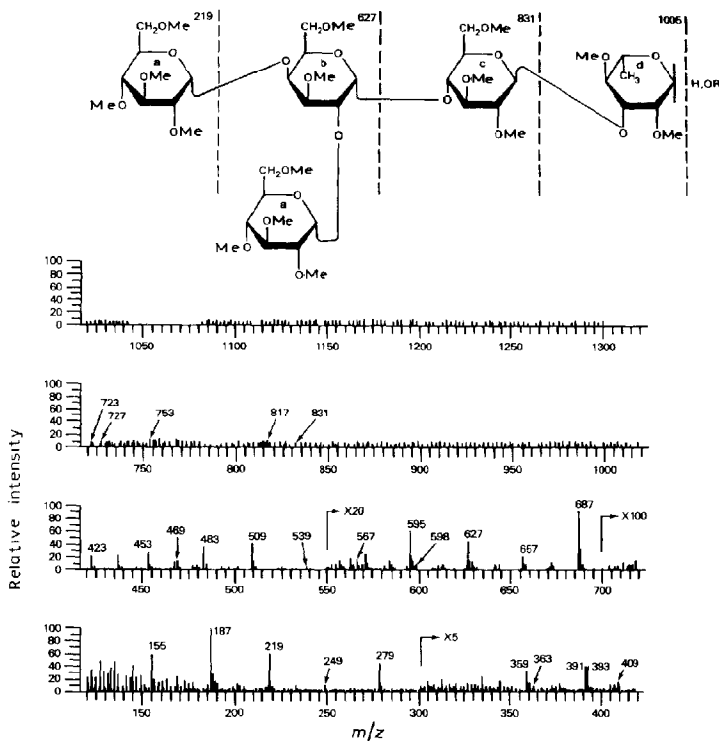 219 627 831 1005
CH₂OMe CH₂OMe CH₂OMe
O O O MeO O
a b c d
OMe OMe OMe CH₃
MeO O O O H,OR
OMe OMe OMe
OMe O O
CH₂OMe
O
a
OMe
MeO
OMe
100
80
60
40
20
0
1050 1100 1150 1200 1250 1300
100
80
60
40
20
0
723
727
753 817 831
750 800 850 900 950 1000
100
80
60
40
20
0
423 453 469 483 509 539 X20 567 595 598 627 657 687 X100
450 500 550 600 650 700
100
80
60
40
20
0
155 187 219 249 279 X5 359 363 391 393 409
150 200 250 300 350 400
m/z
Relative intensity